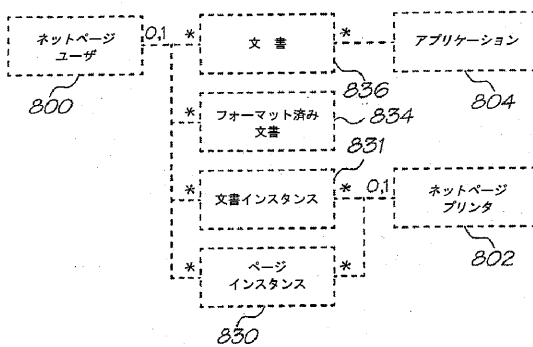 ネットページ
ユーザ
800
0,1
*
文 書
836
*
アプリケーション
804
*
フォーマット済み
文書
834
*
文書インスタンス
831
*
0,1
ネットページ
プリンタ
802
*
ページ
インスタンス
830
*